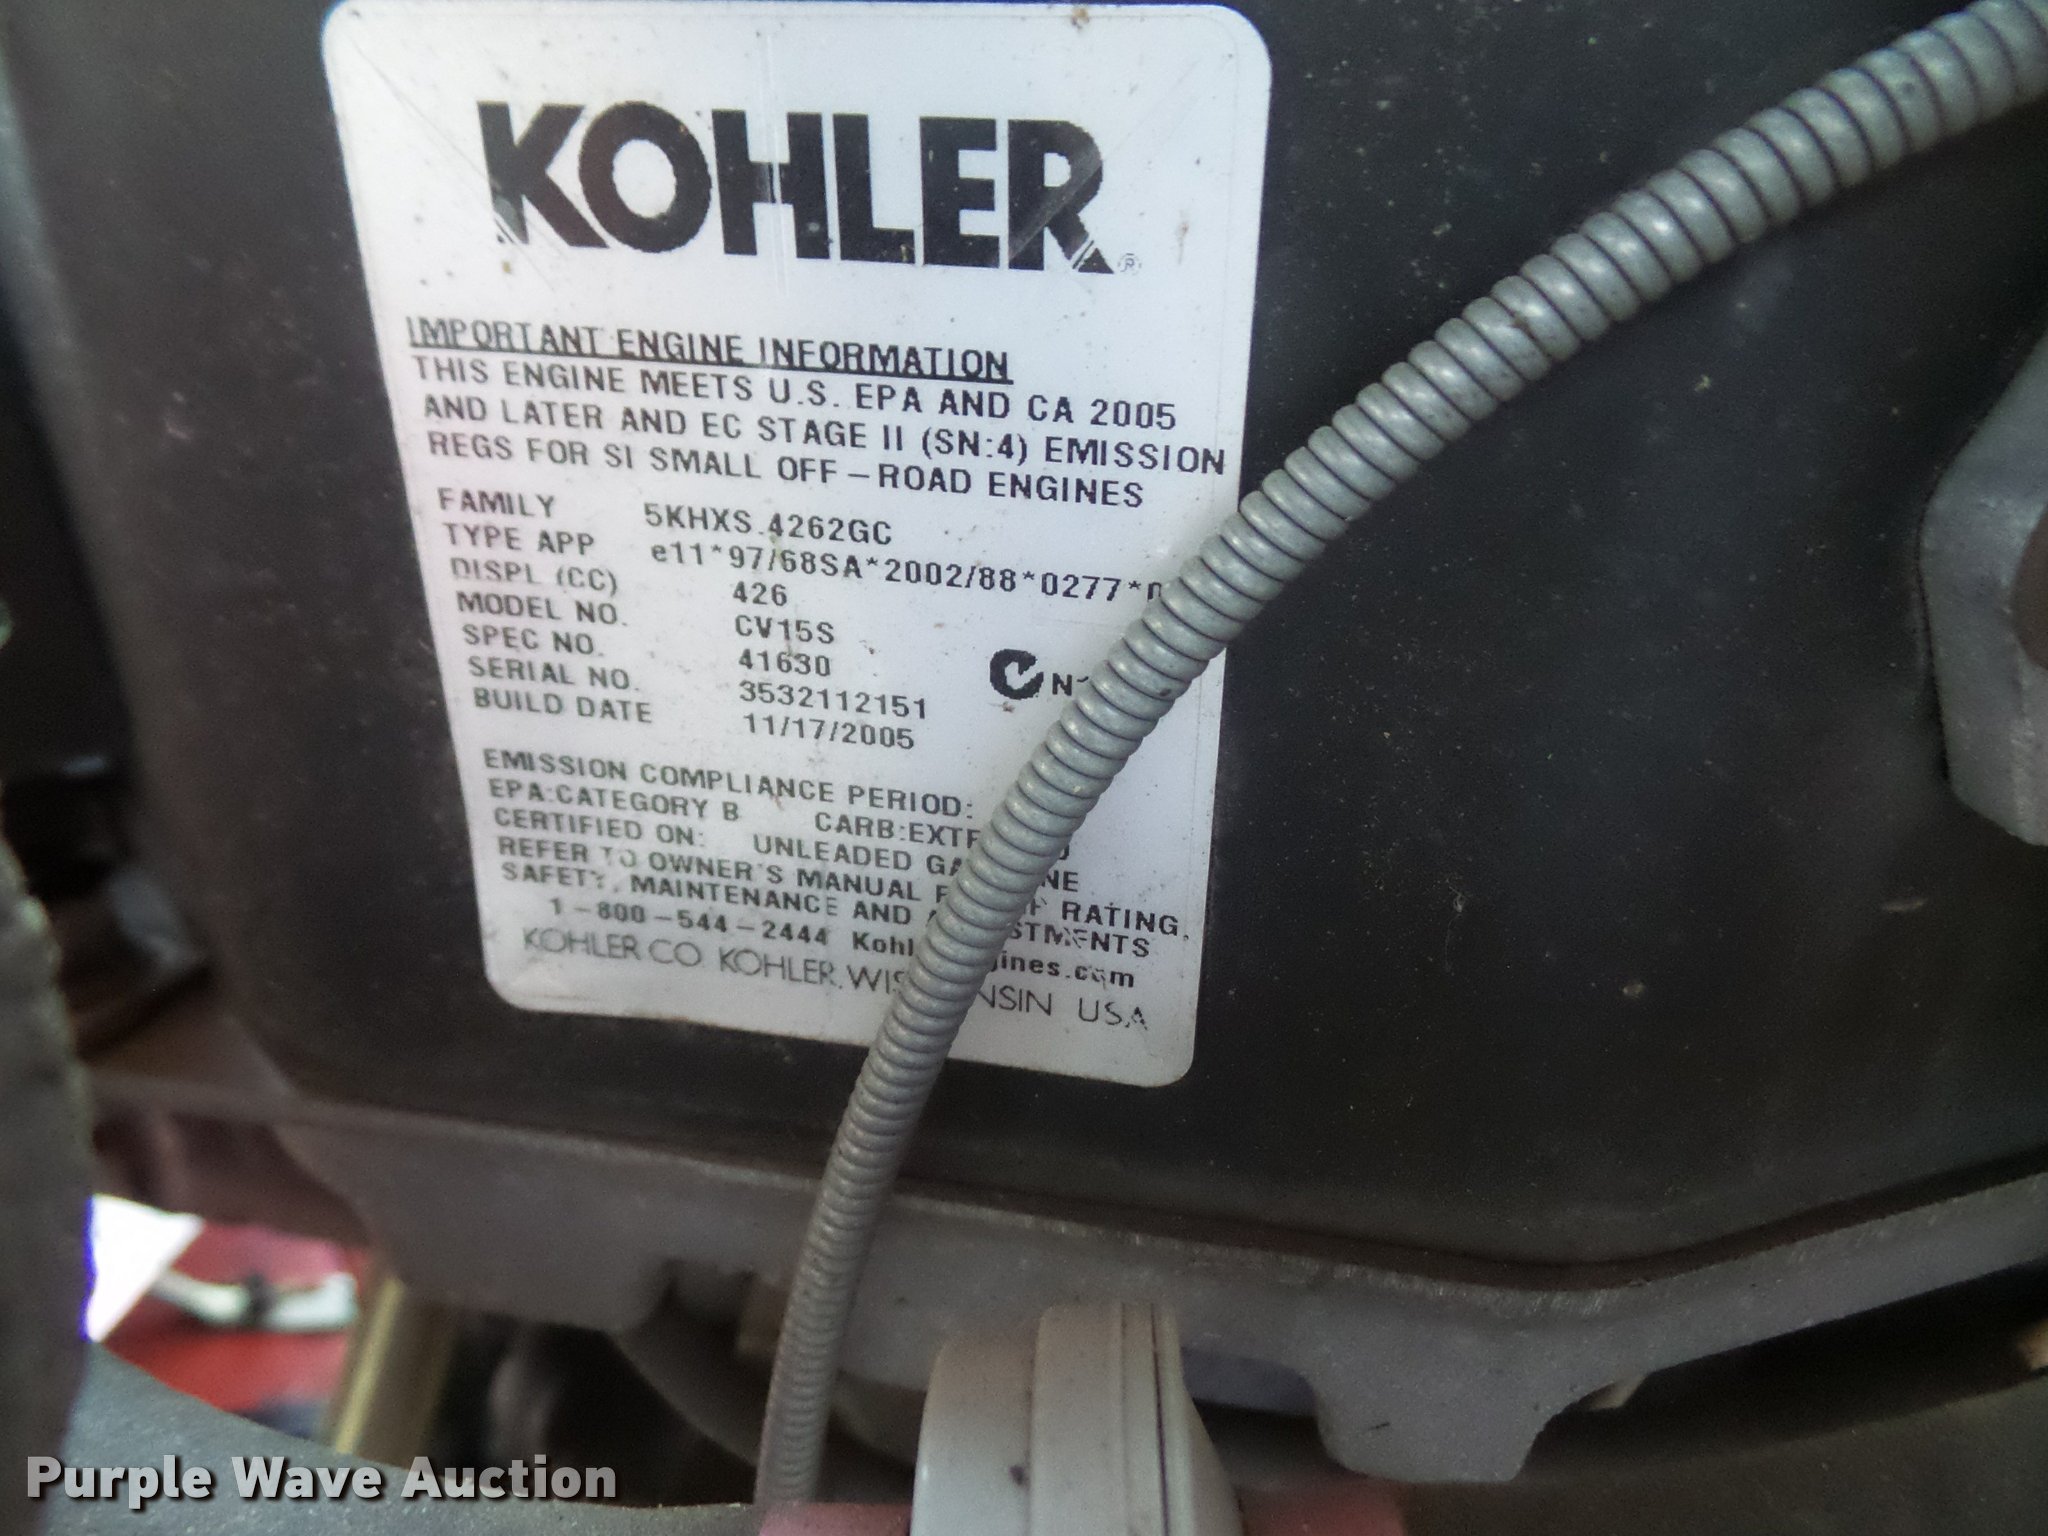 KOHLER®
IMPORTANT ENGINE INFORMATION
THIS ENGINE MEETS U.S. EPA AND CA 2005
AND LATER AND EC STAGE II (SN:4) EMISSION
REGS FOR SI SMALL OFF-ROAD ENGINES
FAMILY 5KHXS.4262GC
TYPE APP e11*97/68SA*2002/88*0277*
DISPL (CC) 426
MODEL NO. CV15S
SPEC NO. 41630
SERIAL NO. 3532112151
BUILD DATE 11/17/2005
EMISSION COMPLIANCE PERIOD:
EPA:CATEGORY B CARB:
CERTIFIED ON: UNLEADED
REFER TO OWNER'S MANUAL RATING,
SAFETY, MAINTENANCE AND
1-800-544-2444
KOHLER CO. KOHLER, USA
Purple Wave Auction